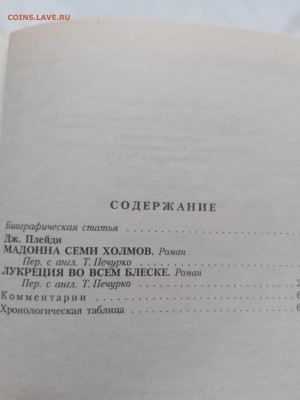 COINS.LAVE.RU
СОДЕРЖАНИЕ
Биографическая статья
Дж. Плейди
МАДОННА СЕМИ ХОЛМОВ. Роман
Пер. с англ. Т. Печурко
ЛУКРЕЦИЯ ВО ВСЕМ БЛЕСКЕ. Роман
Пер. с англ. Т. Печурко
Комментарии
Хронологическая таблица